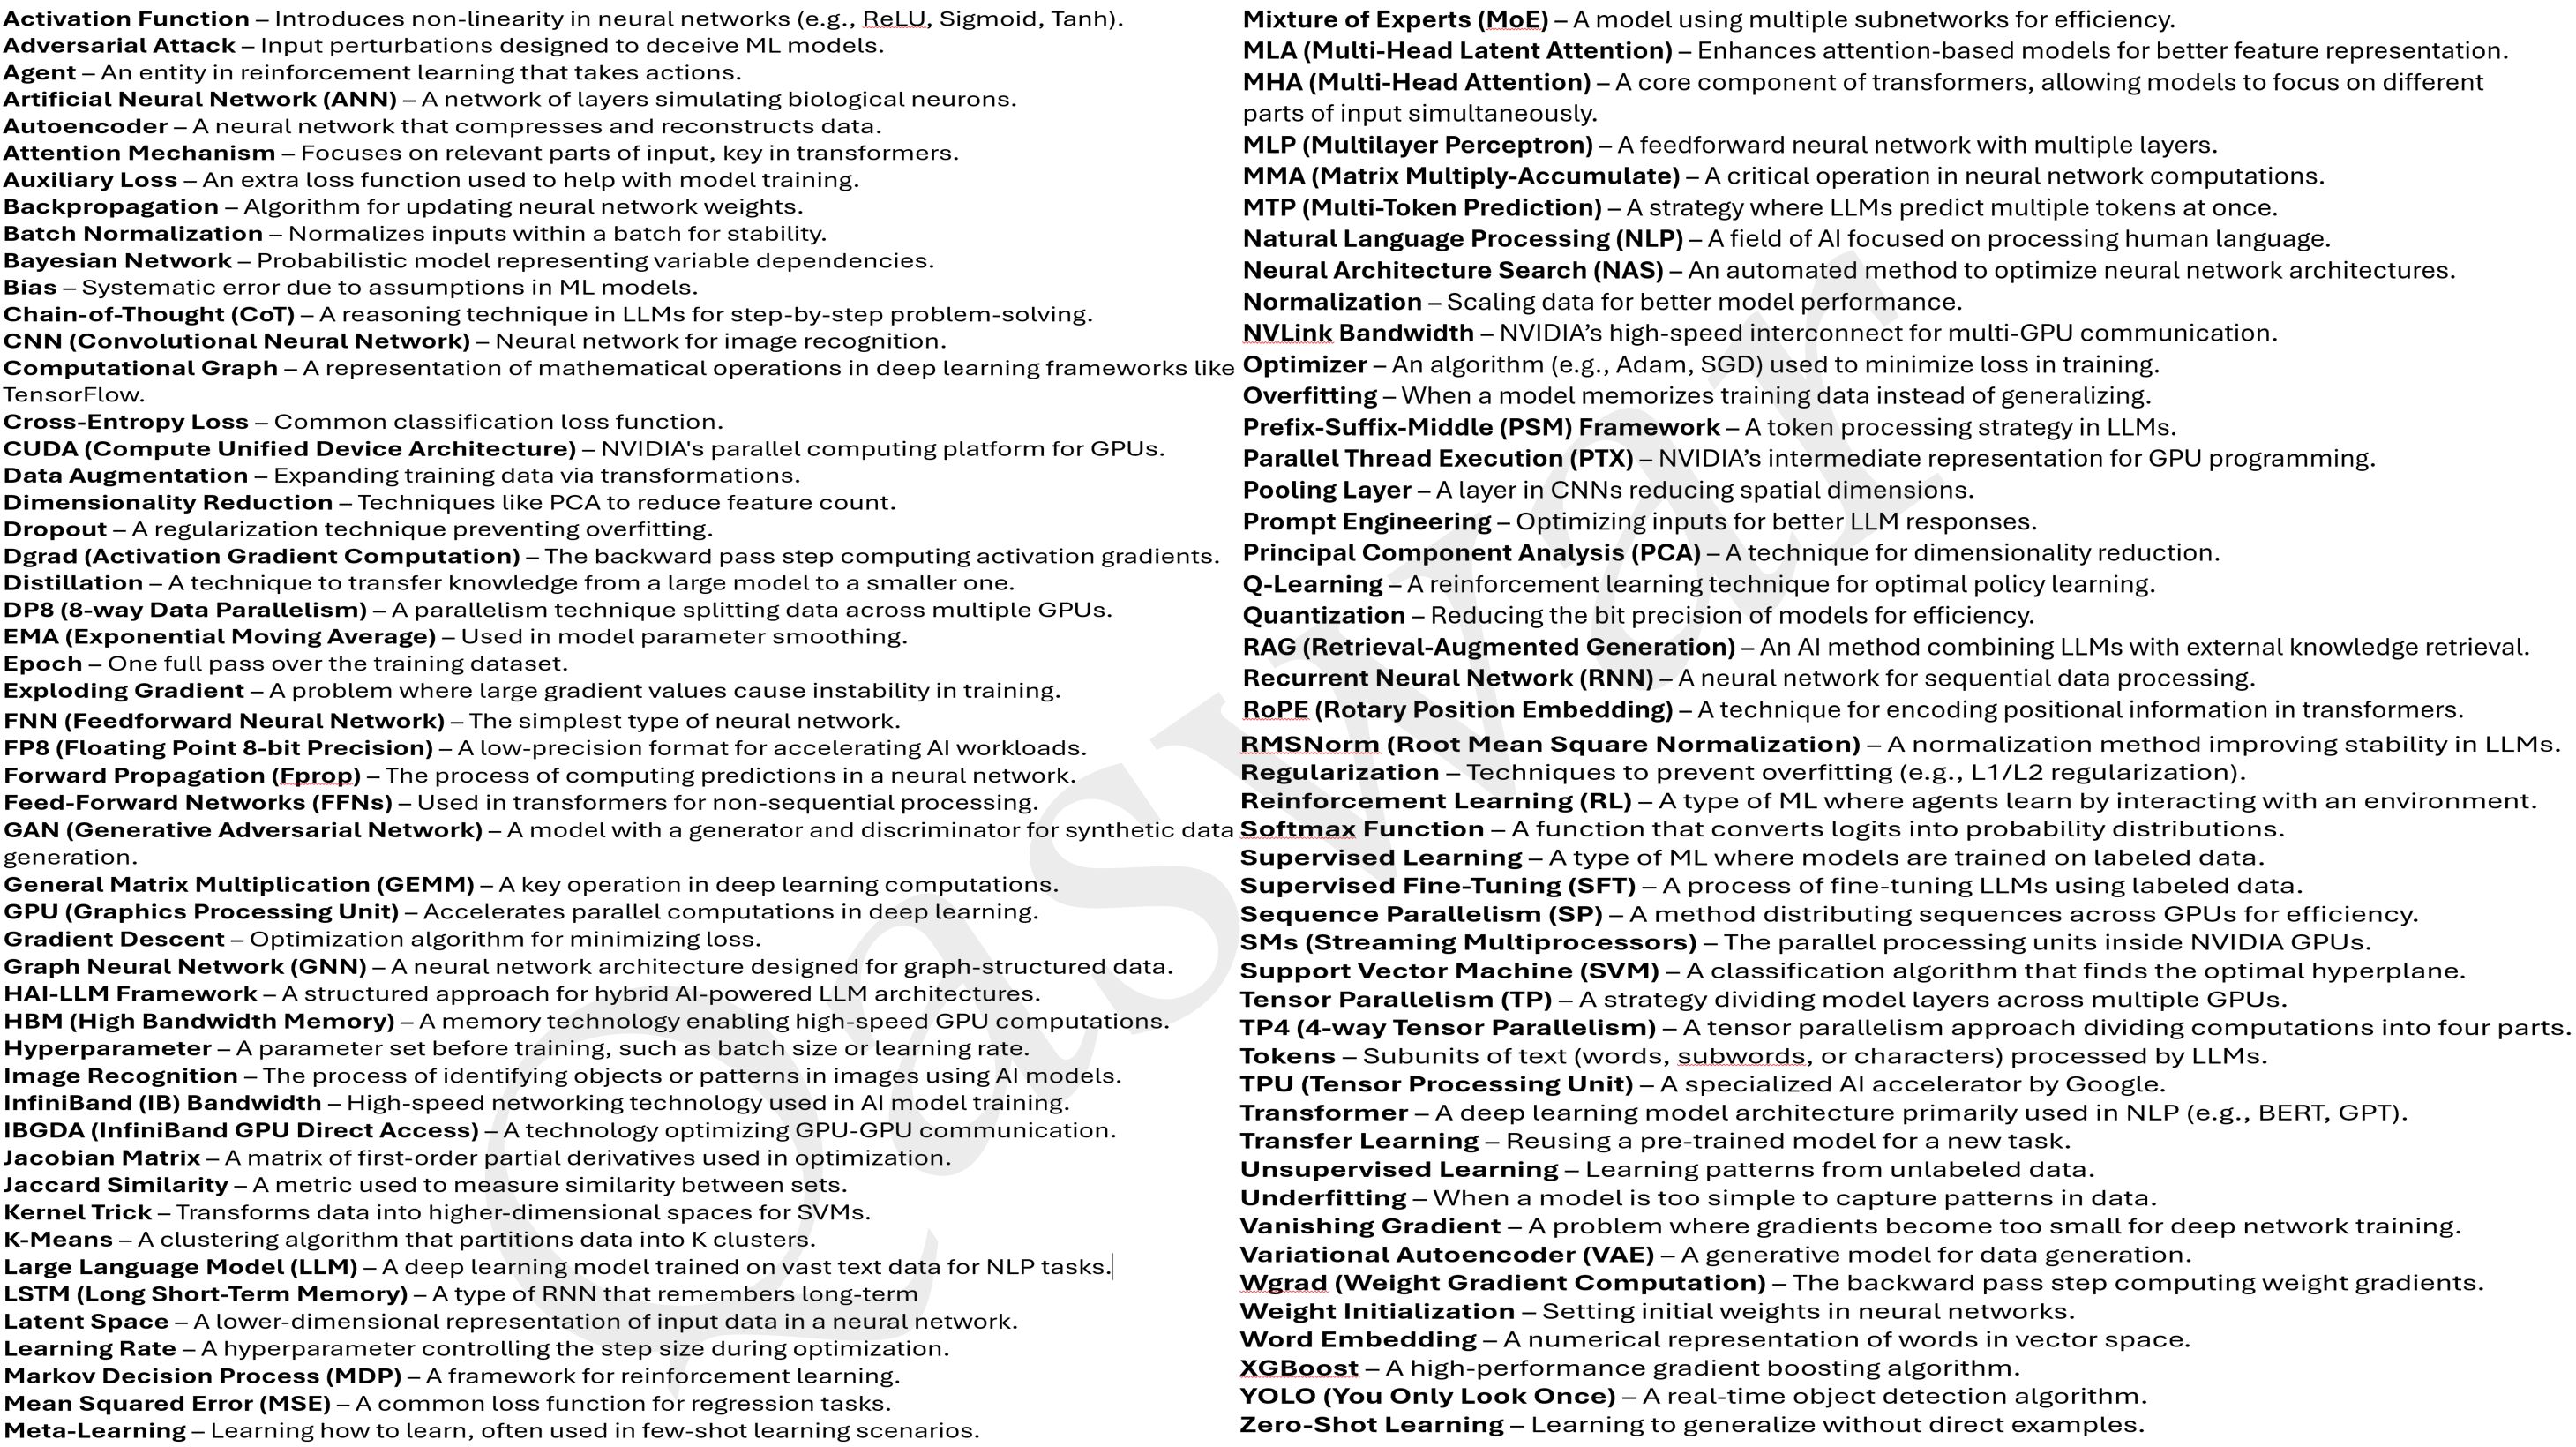 Activation Function – Introduces non-linearity in neural networks (e.g., ReLU, Sigmoid, Tanh).
Adversarial Attack – Input perturbations designed to deceive ML models.
Agent – An entity in reinforcement learning that takes actions.
Artificial Neural Network (ANN) – A network of layers simulating biological neurons.
Autoencoder – A neural network that compresses and reconstructs data.
Attention Mechanism – Focuses on relevant parts of input, key in transformers.
Auxiliary Loss – An extra loss function used to help with model training.
Backpropagation – Algorithm for updating neural network weights.
Batch Normalization – Normalizes inputs within a batch for stability.
Bayesian Network – Probabilistic model representing variable dependencies.
Bias – Systematic error due to assumptions in ML models.
Chain-of-Thought (CoT) – A reasoning technique in LLMs for step-by-step problem-solving.
CNN (Convolutional Neural Network) – Neural network for image recognition.
Computational Graph – A representation of mathematical operations in deep learning frameworks like
TensorFlow.
Cross-Entropy Loss – Common classification loss function.
CUDA (Compute Unified Device Architecture) – NVIDIA's parallel computing platform for GPUs.
Data Augmentation – Expanding training data via transformations.
Dimensionality Reduction – Techniques like PCA to reduce feature count.
Dropout – A regularization technique preventing overfitting.
Dgrad (Activation Gradient Computation) – The backward pass step computing activation gradients.
Distillation – A technique to transfer knowledge from a large model to a smaller one.
DP8 (8-way Data Parallelism) – A parallelism technique splitting data across multiple GPUs.
EMA (Exponential Moving Average) – Used in model parameter smoothing.
Epoch – One full pass over the training dataset.
Exploding Gradient – A problem where large gradient values cause instability in training.
FNN (Feedforward Neural Network) – The simplest type of neural network.
FP8 (Floating Point 8-bit Precision) – A low-precision format for accelerating AI workloads.
Forward Propagation (Fprop) – The process of computing predictions in a neural network.
Feed-Forward Networks (FFNs) – Used in transformers for non-sequential processing.
GAN (Generative Adversarial Network) – A model with a generator and discriminator for synthetic data
generation.
General Matrix Multiplication (GEMM) – A key operation in deep learning computations.
GPU (Graphics Processing Unit) – Accelerates parallel computations in deep learning.
Gradient Descent – Optimization algorithm for minimizing loss.
Graph Neural Network (GNN) – A neural network architecture designed for graph-structured data.
HAI-LLM Framework – A structured approach for hybrid AI-powered LLM architectures.
HBM (High Bandwidth Memory) – A memory technology enabling high-speed GPU computations.
Hyperparameter – A parameter set before training, such as batch size or learning rate.
Image Recognition – The process of identifying objects or patterns in images using AI models.
InfiniBand (IB) Bandwidth – High-speed networking technology used in AI model training.
IBGDA (InfiniBand GPU Direct Access) – A technology optimizing GPU-GPU communication.
Jacobian Matrix – A matrix of first-order partial derivatives used in optimization.
Jaccard Similarity – A metric used to measure similarity between sets.
Kernel Trick – Transforms data into higher-dimensional spaces for SVMs.
K-Means – A clustering algorithm that partitions data into K clusters.
Large Language Model (LLM) – A deep learning model trained on vast text data for NLP tasks.
LSTM (Long Short-Term Memory) – A type of RNN that remembers long-term
Latent Space – A lower-dimensional representation of input data in a neural network.
Learning Rate – A hyperparameter controlling the step size during optimization.
Markov Decision Process (MDP) – A framework for reinforcement learning.
Mean Squared Error (MSE) – A common loss function for regression tasks.
Meta-Learning – Learning how to learn, often used in few-shot learning scenarios.
Mixture of Experts (MoE) – A model using multiple subnetworks for efficiency.
MLA (Multi-Head Latent Attention) – Enhances attention-based models for better feature representation.
MHA (Multi-Head Attention) – A core component of transformers, allowing models to focus on different
parts of input simultaneously.
MLP (Multilayer Perceptron) – A feedforward neural network with multiple layers.
MMA (Matrix Multiply-Accumulate) – A critical operation in neural network computations.
MTP (Multi-Token Prediction) – A strategy where LLMs predict multiple tokens at once.
Natural Language Processing (NLP) – A field of AI focused on processing human language.
Neural Architecture Search (NAS) – An automated method to optimize neural network architectures.
Normalization – Scaling data for better model performance.
NVLink Bandwidth – NVIDIA’s high-speed interconnect for multi-GPU communication.
Optimizer – An algorithm (e.g., Adam, SGD) used to minimize loss in training.
Overfitting – When a model memorizes training data instead of generalizing.
Prefix-Suffix-Middle (PSM) Framework – A token processing strategy in LLMs.
Parallel Thread Execution (PTX) – NVIDIA’s intermediate representation for GPU programming.
Pooling Layer – A layer in CNNs reducing spatial dimensions.
Prompt Engineering – Optimizing inputs for better LLM responses.
Principal Component Analysis (PCA) – A technique for dimensionality reduction.
Q-Learning – A reinforcement learning technique for optimal policy learning.
Quantization – Reducing the bit precision of models for efficiency.
RAG (Retrieval-Augmented Generation) – An AI method combining LLMs with external knowledge retrieval.
Recurrent Neural Network (RNN) – A neural network for sequential data processing.
RoPE (Rotary Position Embedding) – A technique for encoding positional information in transformers.
RMSNorm (Root Mean Square Normalization) – A normalization method improving stability in LLMs.
Regularization – Techniques to prevent overfitting (e.g., L1/L2 regularization).
Reinforcement Learning (RL) – A type of ML where agents learn by interacting with an environment.
Softmax Function – A function that converts logits into probability distributions.
Supervised Learning – A type of ML where models are trained on labeled data.
Supervised Fine-Tuning (SFT) – A process of fine-tuning LLMs using labeled data.
Sequence Parallelism (SP) – A method distributing sequences across GPUs for efficiency.
SMs (Streaming Multiprocessors) – The parallel processing units inside NVIDIA GPUs.
Support Vector Machine (SVM) – A classification algorithm that finds the optimal hyperplane.
Tensor Parallelism (TP) – A strategy dividing model layers across multiple GPUs.
TP4 (4-way Tensor Parallelism) – A tensor parallelism approach dividing computations into four parts.
Tokens – Subunits of text (words, subwords, or characters) processed by LLMs.
TPU (Tensor Processing Unit) – A specialized AI accelerator by Google.
Transformer – A deep learning model architecture primarily used in NLP (e.g., BERT, GPT).
Transfer Learning – Reusing a pre-trained model for a new task.
Unsupervised Learning – Learning patterns from unlabeled data.
Underfitting – When a model is too simple to capture patterns in data.
Vanishing Gradient – A problem where gradients become too small for deep network training.
Variational Autoencoder (VAE) – A generative model for data generation.
Wgrad (Weight Gradient Computation) – The backward pass step computing weight gradients.
Weight Initialization – Setting initial weights in neural networks.
Word Embedding – A numerical representation of words in vector space.
XGBoost – A high-performance gradient boosting algorithm.
YOLO (You Only Look Once) – A real-time object detection algorithm.
Zero-Shot Learning – Learning to generalize without direct examples.
Qaswar